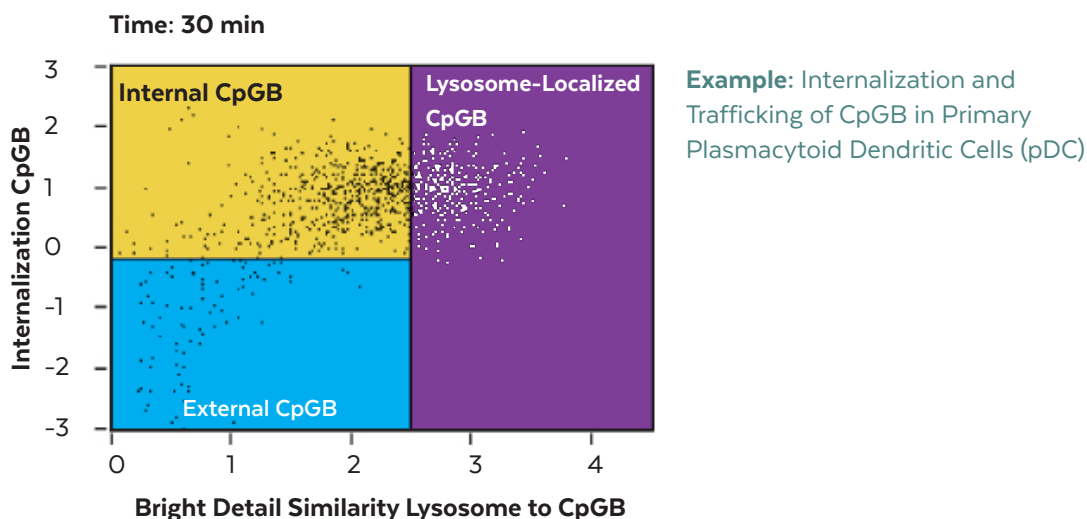 Time: 30 min
3
2
1
0
-1
-2
-3
Internalization CpGB
Internal CpGB
Lysosome-Localized
CpGB
External CpGB
0
1
2
3
4
Bright Detail Similarity Lysosome to CpGB
Example: Internalization and
Trafficking of CpGB in Primary
Plasmacytoid Dendritic Cells (pDC)